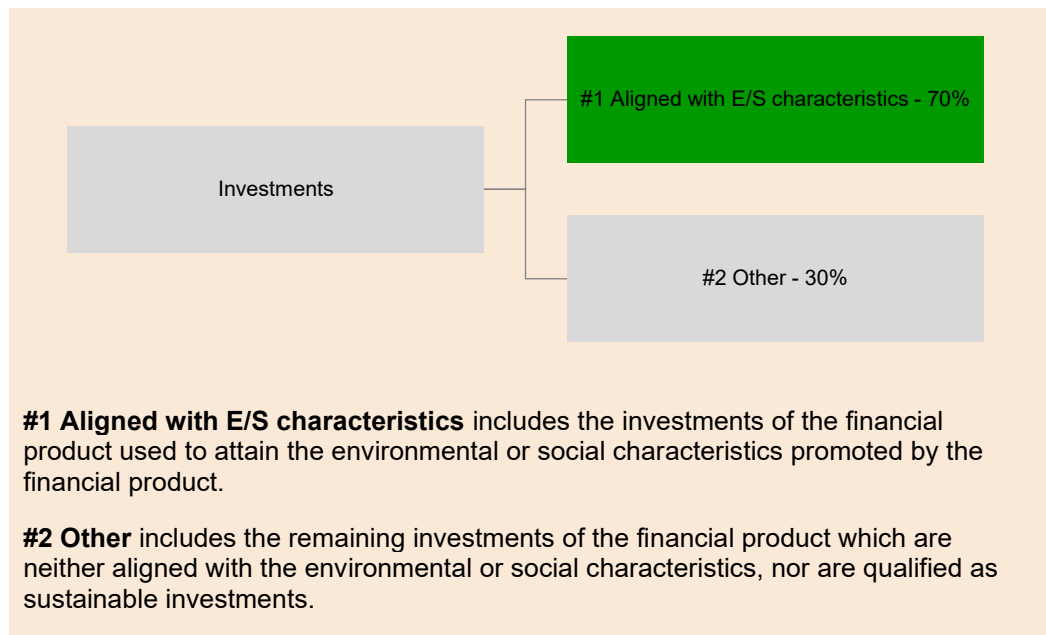 #1 Aligned with E/S characteristics - 70%
Investments
#2 Other - 30%
#1 Aligned with E/S characteristics includes the investments of the financial
product used to attain the environmental or social characteristics promoted by the
financial product.
#2 Other includes the remaining investments of the financial product which are
neither aligned with the environmental or social characteristics, nor are qualified as
sustainable investments.